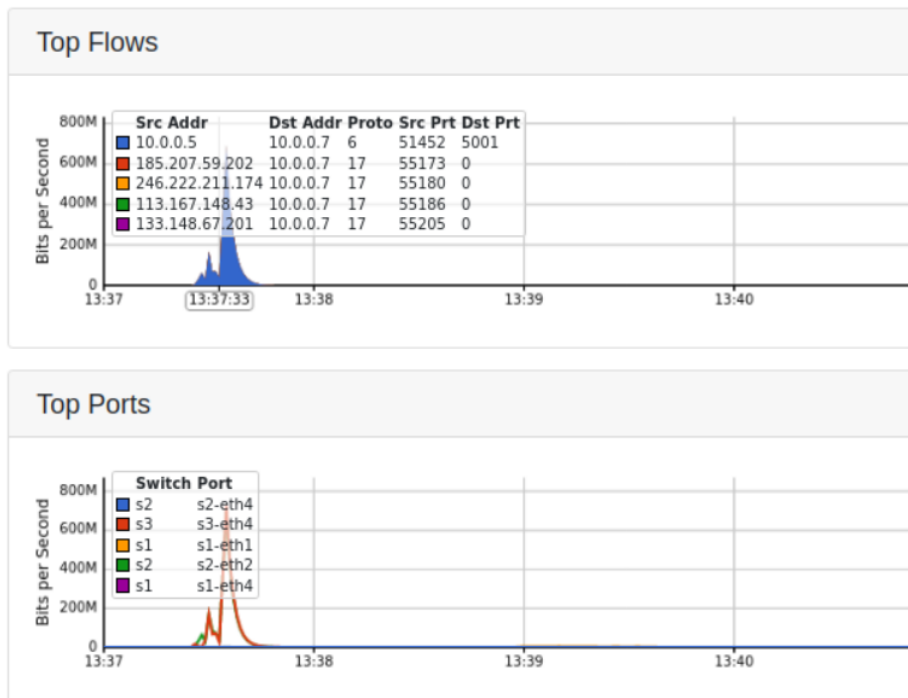 Top Flows
Bits per Second
800M
600M
400M
200M
0
Src Addr Dst Addr Proto Src Prt Dst Prt
10.0.0.5 10.0.0.7 6 51452 5001
185.207.59.202 10.0.0.7 17 55173 0
246.222.211.174 10.0.0.7 17 55180 0
113.167.148.43 10.0.0.7 17 55186 0
133.148.67.201 10.0.0.7 17 55205 0
13:37 13:37:33 13:38 13:39 13:40
Top Ports
Bits per Second
800M
600M
400M
200M
0
Switch Port
s2 s2-eth4
s3 s3-eth4
s1 s1-eth1
s2 s2-eth2
s1 s1-eth4
13:37 13:38 13:39 13:40